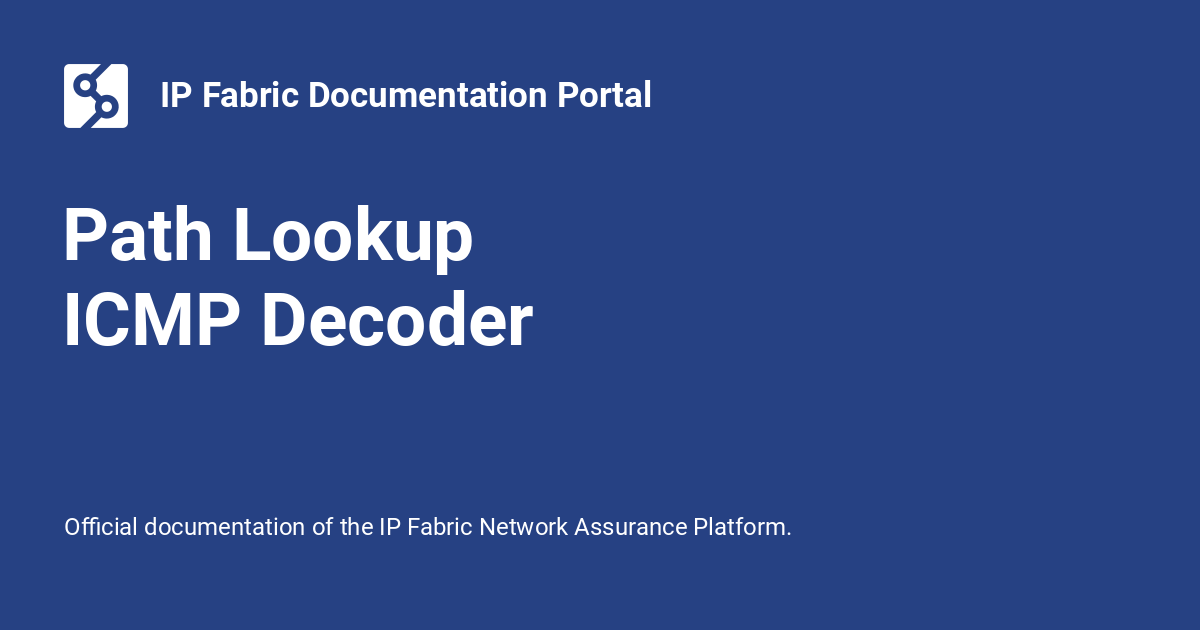 IP Fabric Documentation Portal
Path Lookup
ICMP Decoder
Official documentation of the IP Fabric Network Assurance Platform.